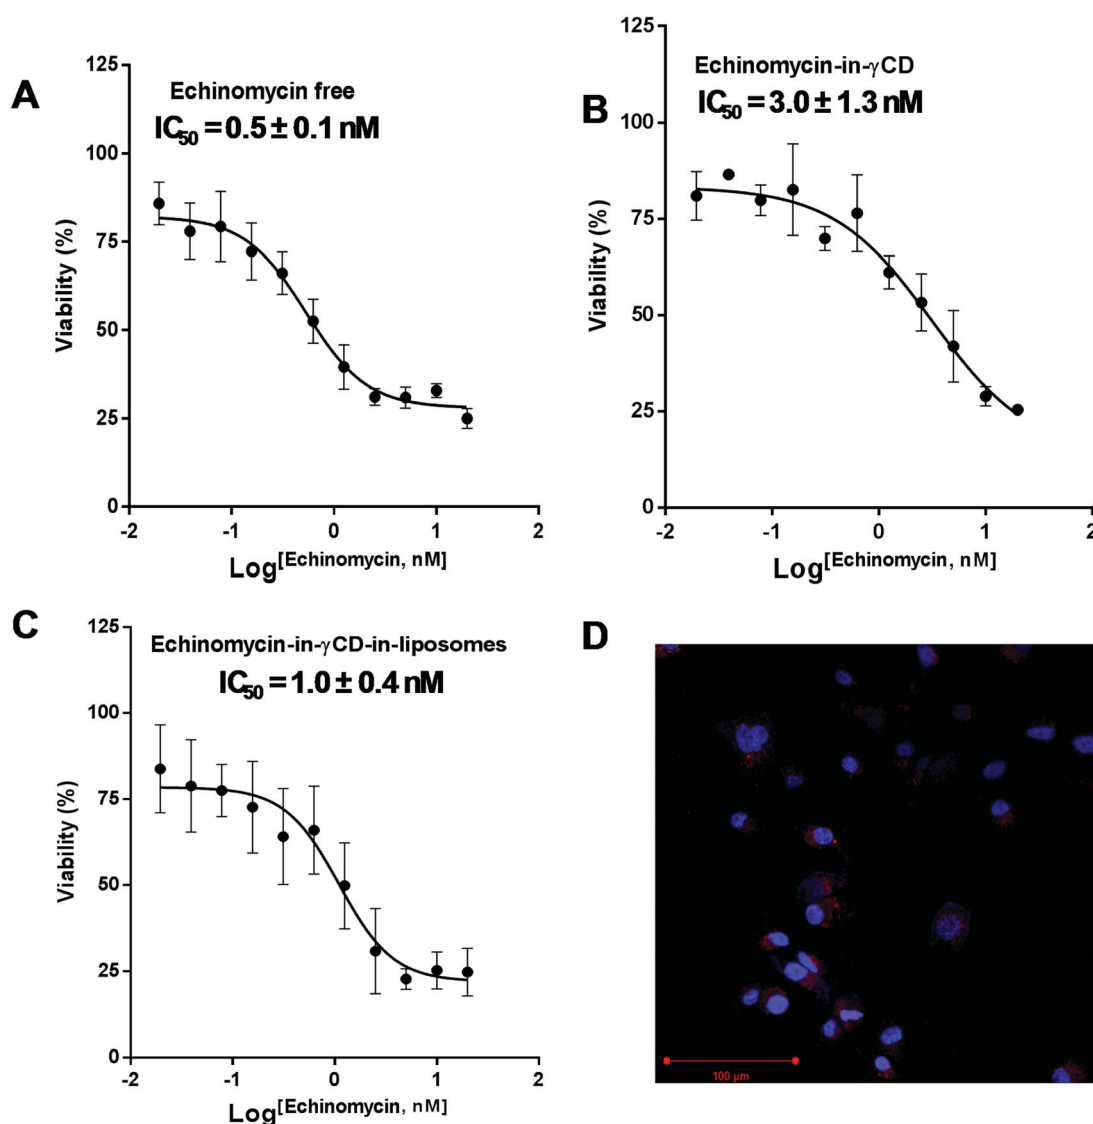 A
Echinomycin free
IC50 = 0.5 ± 0.1 nM
125
100
75
50
25
0
Viability (%)
-2
-1
0
1
2
Log[Echinomycin, nM]
B
Echinomycin-in-γCD
IC50 = 3.0 ± 1.3 nM
125
100
75
50
25
0
Viability (%)
-2
-1
0
1
2
Log[Echinomycin, nM]
C
Echinomycin-in-γCD-in-liposomes
IC50 = 1.0 ± 0.4 nM
125
100
75
50
25
0
Viability (%)
-2
-1
0
1
2
Log[Echinomycin, nM]
D
100 µm